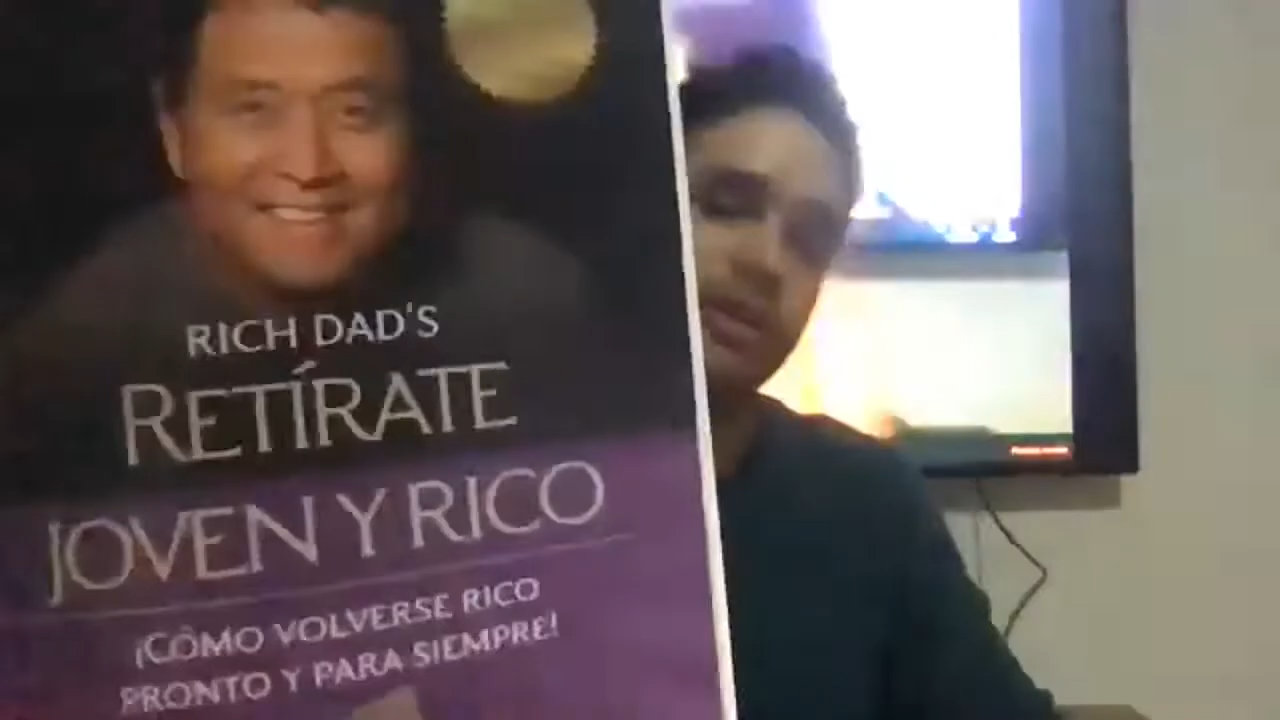 RICH DAD'S
RETÍRATE
JOVEN Y RICO
¡CÓMO VOLVERSE RICO
PRONTO Y PARA SIEMPRE!